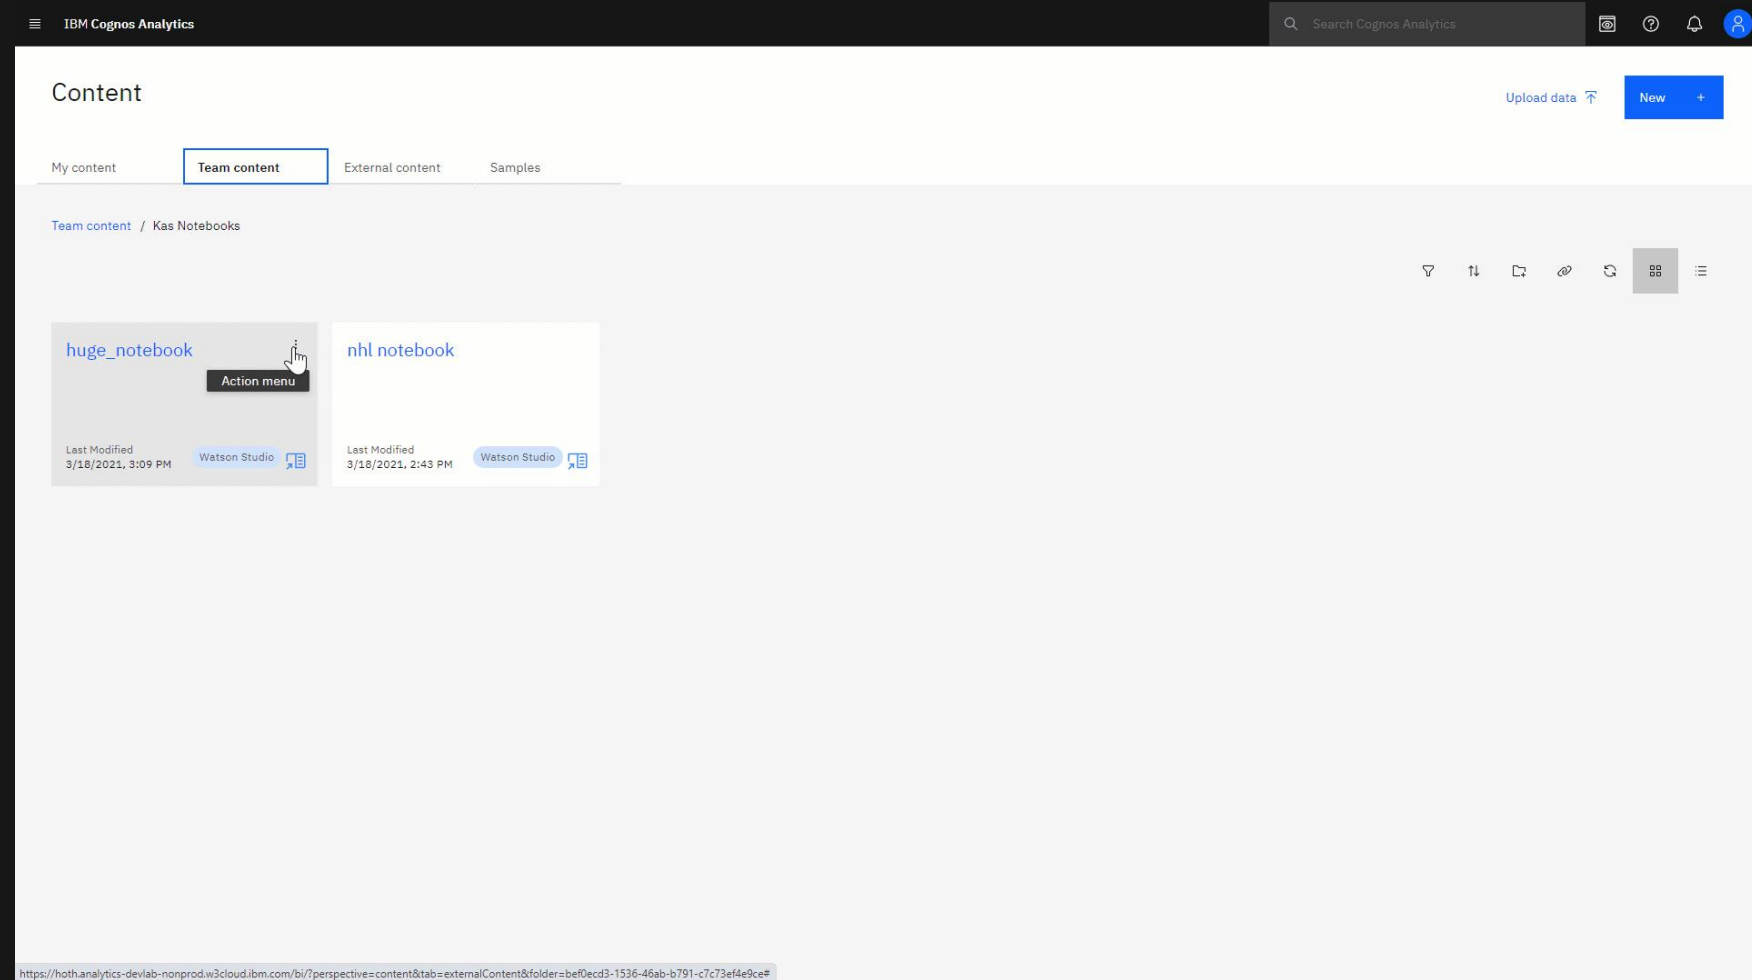 IBM Cognos Analytics
Search Cognos Analytics
Content
Upload data
New +
My content
Team content
External content
Samples
Team content / Kas Notebooks
huge_notebook
Action menu
Last Modified
3/18/2021, 3:09 PM
Watson Studio
nhl notebook
Last Modified
3/18/2021, 2:43 PM
Watson Studio
https://hoth.analytics-devlab-nonprod.w3cloud.ibm.com/bi/?perspective=content&tab=externalContent&folder=bef0ecd3-1536-46ab-b791-c7c73ef4e9ce#